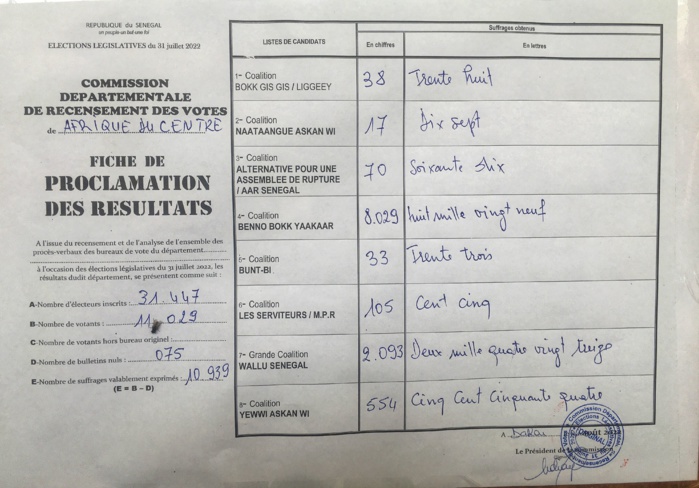 REPUBLIQUE du SENEGAL
un peuple-un but-une foi
ELECTIONS LEGISLATIVES du 31 juillet 2022
COMMISSION
DEPARTEMENTALE
DE RECENSEMENT DES VOTES
de AFRIQUE DU CENTRE
FICHE DE
PROCLAMATION
DES RESULTATS
A l'issue du recensement et de l'analyse de l'ensemble des
procès-verbaux des bureaux de vote du département
à l'occasion des élections législatives du 31 juillet 2022, les
résultats dudit département, se présentent comme suit :
A-Nombre d'électeurs inscrits : 31.447
B-Nombre de votants : 11.029
C-Nombre de votants hors bureau originel :
D-Nombre de bulletins nuls : 075
E-Nombre de suffrages valablement exprimés : 10.939
(E = B - D)
Suffrages obtenus
LISTES DE CANDIDATS En chiffres En lettres
1- Coalition
BOKK GIS GIS / LIGGEEY 38 Trente huit
2- Coalition
NAATAANGUE ASKAN WI 17 Dix sept
3- Coalition
ALTERNATIVE POUR UNE
ASSEMBLEE DE RUPTURE
/ AAR SENEGAL 70 Soixante dix
4- Coalition
BENNO BOKK YAAKAAR 8.029 huit mille vingt neuf
5- Coalition
BUNT-BI 33 Trente trois
6- Coalition
LES SERVITEURS / M.P.R 105 Cent cinq
7- Grande Coalition
WALLU SENEGAL 2.093 Deux mille quatre vingt treize
8- Coalition
YEWWI ASKAN WI 554 Cinq Cent Cinquante quatre
A Dakar août
Le Président de la Commission
ORIGINAL